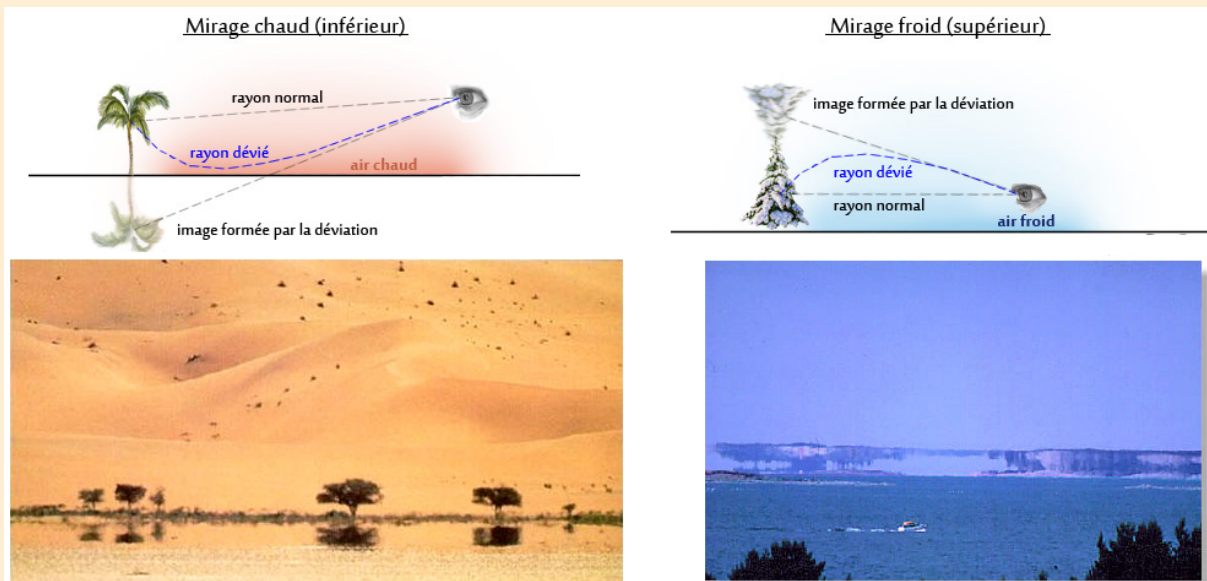 Mirage chaud (inférieur)
rayon normal
rayon dévié
air chaud
image formée par la déviation
Mirage froid (supérieur)
image formée par la déviation
rayon dévié
rayon normal
air froid